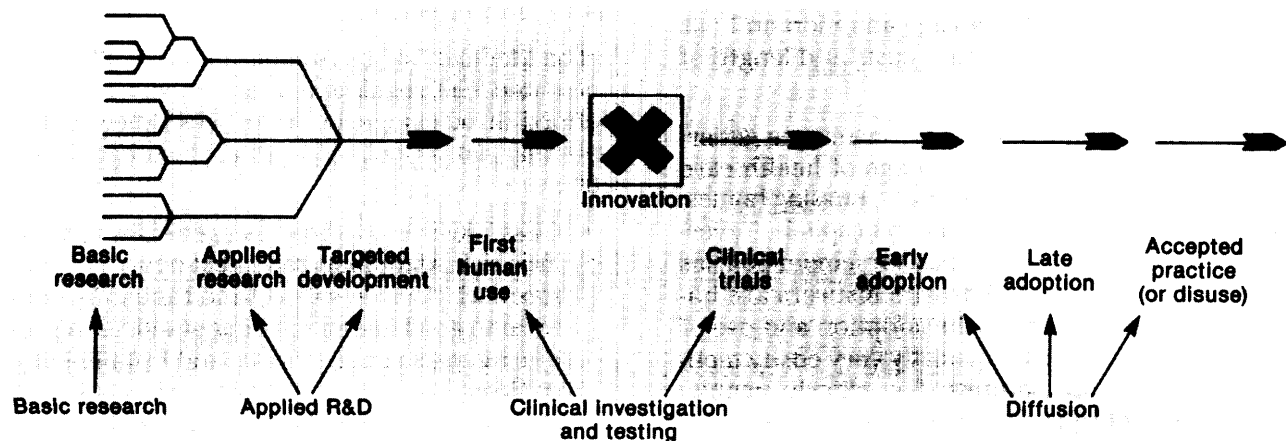 Innovation
Basic
research
Applied
research
Targeted
development
First
human
use
Clinical
trials
Early
adoption
Late
adoption
Accepted
practice
(or disuse)
Basic research
Applied R&D
Clinical investigation
and testing
Diffusion